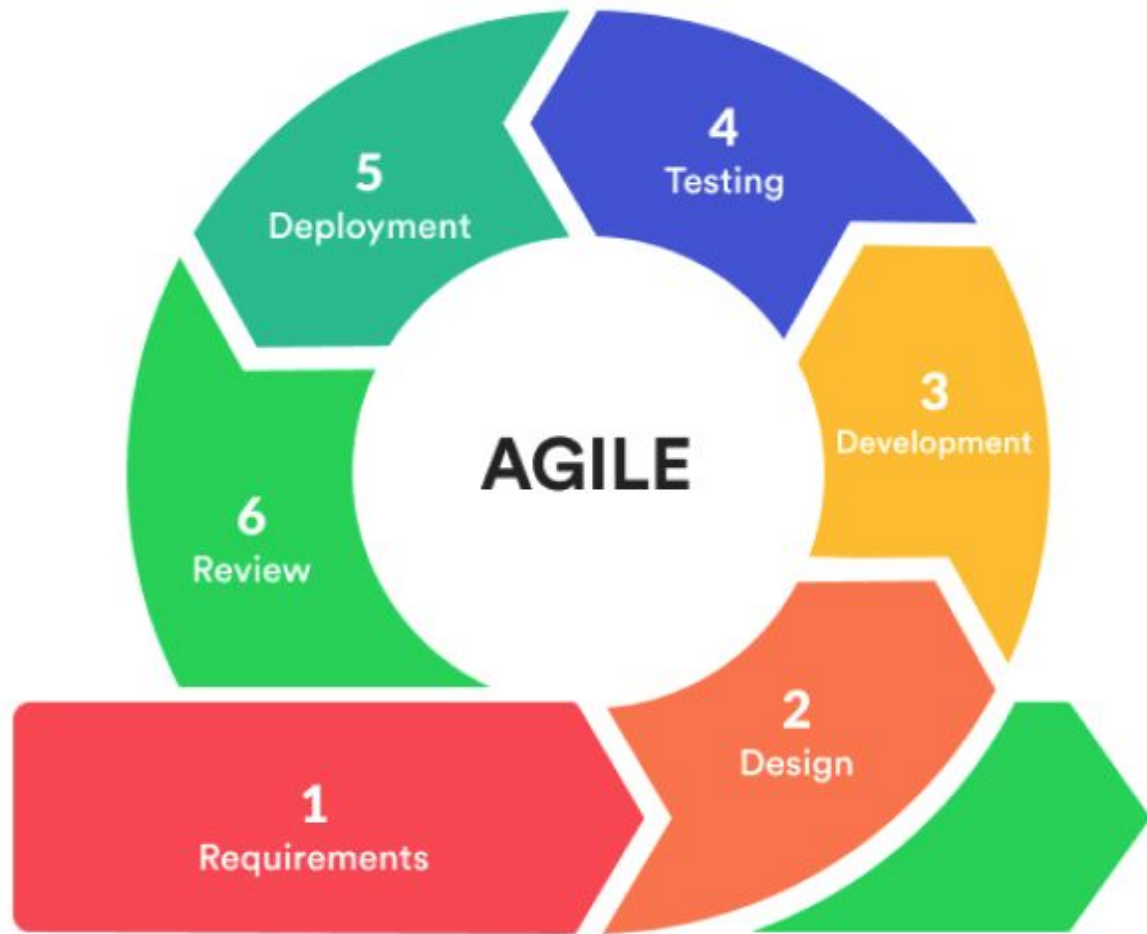 1
Requirements
2
Design
3
Development
4
Testing
5
Deployment
6
Review
AGILE